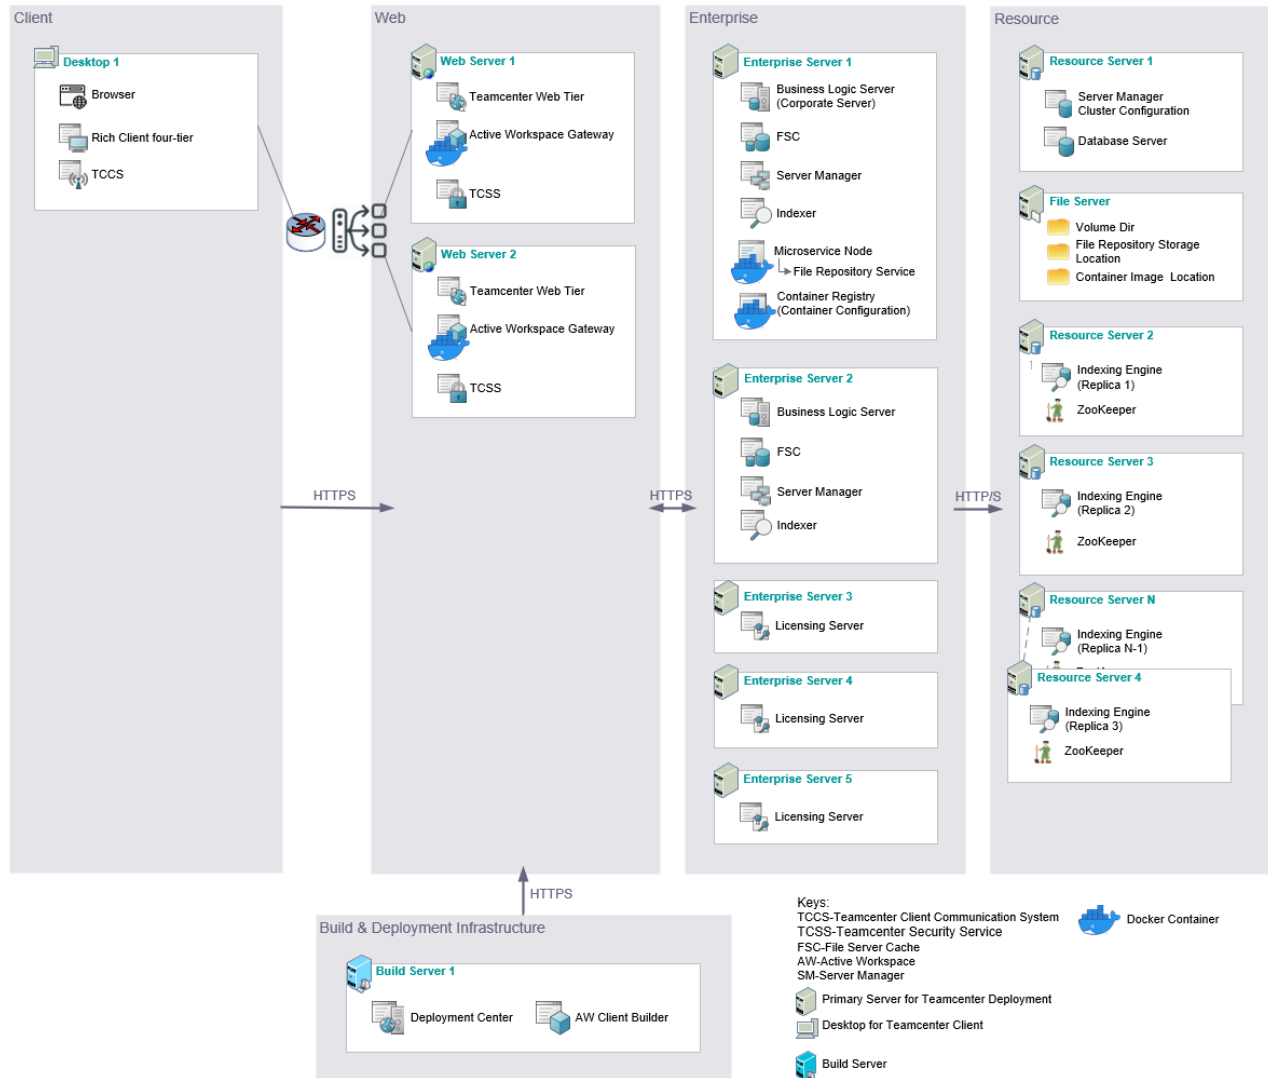 Client
Desktop 1
Browser
Rich Client four-tier
TCCS
HTTPS
Web
Web Server 1
Teamcenter Web Tier
Active Workspace Gateway
TCSS
Web Server 2
Teamcenter Web Tier
Active Workspace Gateway
TCSS
HTTPS
Enterprise
Enterprise Server 1
Business Logic Server
(Corporate Server)
FSC
Server Manager
Indexer
Microservice Node
File Repository Service
Container Registry
(Container Configuration)
Enterprise Server 2
Business Logic Server
FSC
Server Manager
Indexer
Enterprise Server 3
Licensing Server
Enterprise Server 4
Licensing Server
Enterprise Server 5
Licensing Server
HTTP/S
Resource
Resource Server 1
Server Manager
Cluster Configuration
Database Server
File Server
Volume Dir
File Repository Storage
Location
Container Image Location
Resource Server 2
Indexing Engine
(Replica 1)
ZooKeeper
Resource Server 3
Indexing Engine
(Replica 2)
ZooKeeper
Resource Server N
Indexing Engine
(Replica N-1)
Resource Server 4
Indexing Engine
(Replica 3)
ZooKeeper
HTTPS
Build & Deployment Infrastructure
Build Server 1
Deployment Center
AW Client Builder
Keys:
TCCS-Teamcenter Client Communication System
TCSS-Teamcenter Security Service
FSC-File Server Cache
AW-Active Workspace
SM-Server Manager
Docker Container
Primary Server for Teamcenter Deployment
Desktop for Teamcenter Client
Build Server